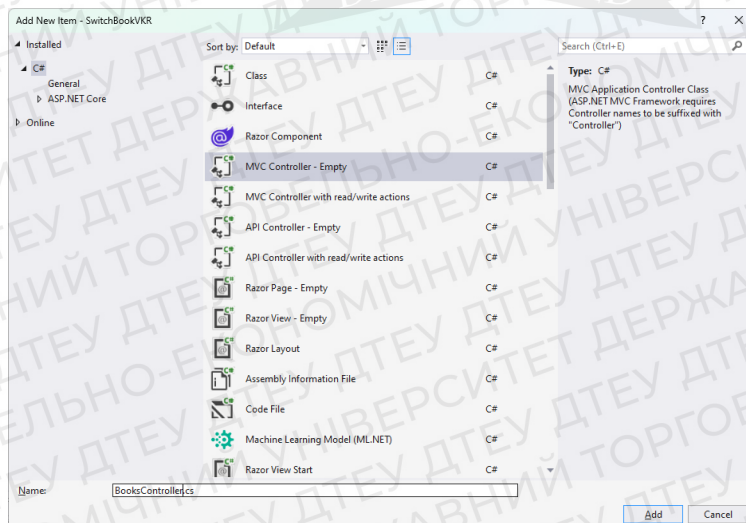 Add New Item - SwitchBookVKR
? ×
Installed
Sort by: Default
Search (Ctrl+E)
C#
General
ASP.NET Core
Online
Class C#
Interface C#
Razor Component C#
MVC Controller - Empty C#
MVC Controller with read/write actions C#
API Controller - Empty C#
API Controller with read/write actions C#
Razor Page - Empty C#
Razor View - Empty C#
Razor Layout C#
Assembly Information File C#
Code File C#
Machine Learning Model (ML.NET) C#
Razor View Start C#
Type: C#
MVC Application Controller Class
(ASP.NET MVC Framework requires
Controller names to be suffixed with
"Controller")
Name: BooksController.cs
Add Cancel